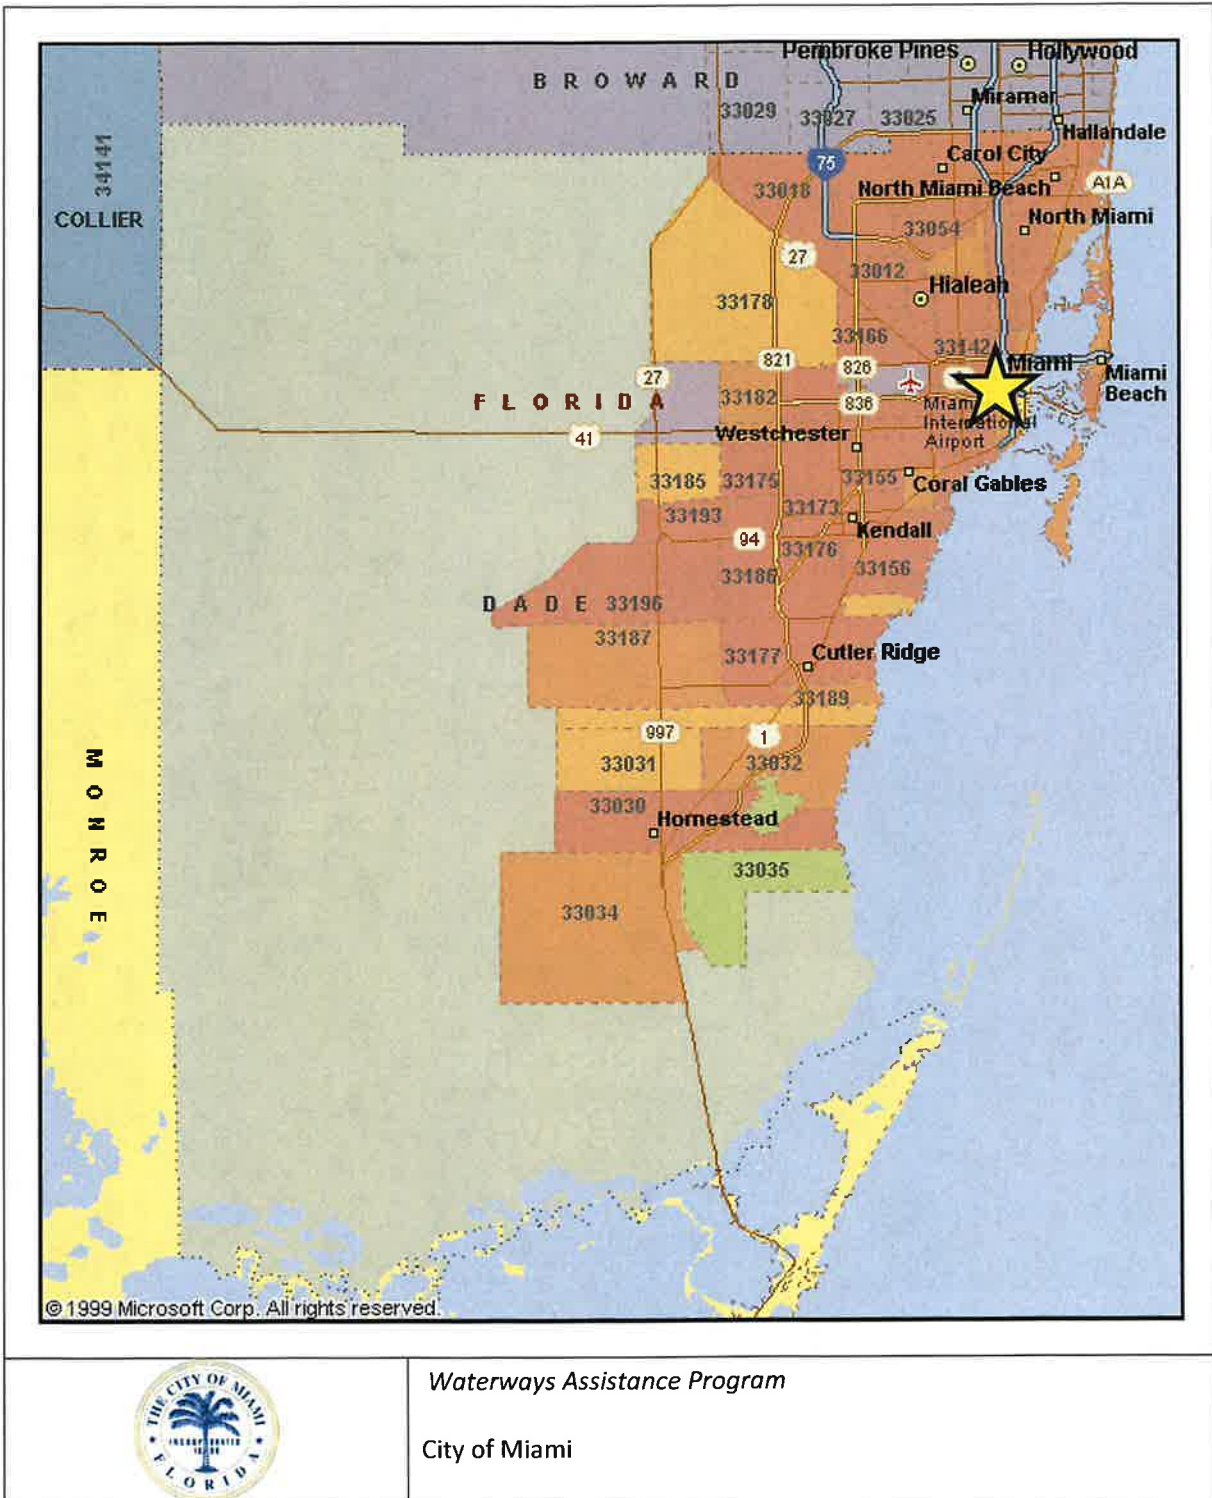 Pembroke Pines
Hollywood
BROWARD
Miramar
33029
33027
33025
Hallandale
34141
75
Carol City
33018
North Miami Beach
A1A
COLLIER
33054
North Miami
27
33012
Hialeah
33178
33166
33142
821
826
Miami
Miami
Beach
27
33182
836
FLORIDA
Miami
International
Airport
41
Westchester
33185
33175
33155
Coral Gables
33193
33173
94
33176
Kendall
33186
33156
DADE
33196
33187
33177
Cutler Ridge
33189
997
1
MONROE
33031
33032
33030
Homestead
33035
33034
© 1999 Microsoft Corp. All rights reserved.
THE CITY OF MIAMI
INCORPORATED
18 96
FLORIDA
Waterways Assistance Program
City of Miami